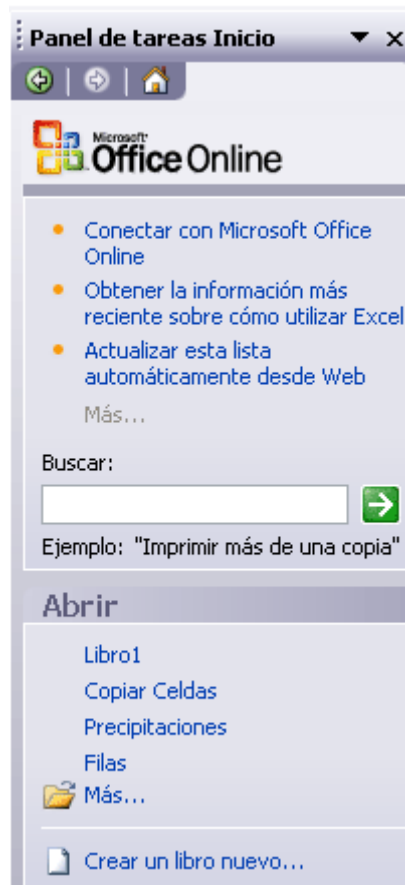 Panel de tareas Inicio
Microsoft
Office Online
Conectar con Microsoft Office
Online
Obtener la información más
reciente sobre cómo utilizar Excel
Actualizar esta lista
automáticamente desde Web
Más...
Buscar:
Ejemplo: "Imprimir más de una copia"
Abrir
Libro1
Copiar Celdas
Precipitaciones
Filas
Más...
Crear un libro nuevo...